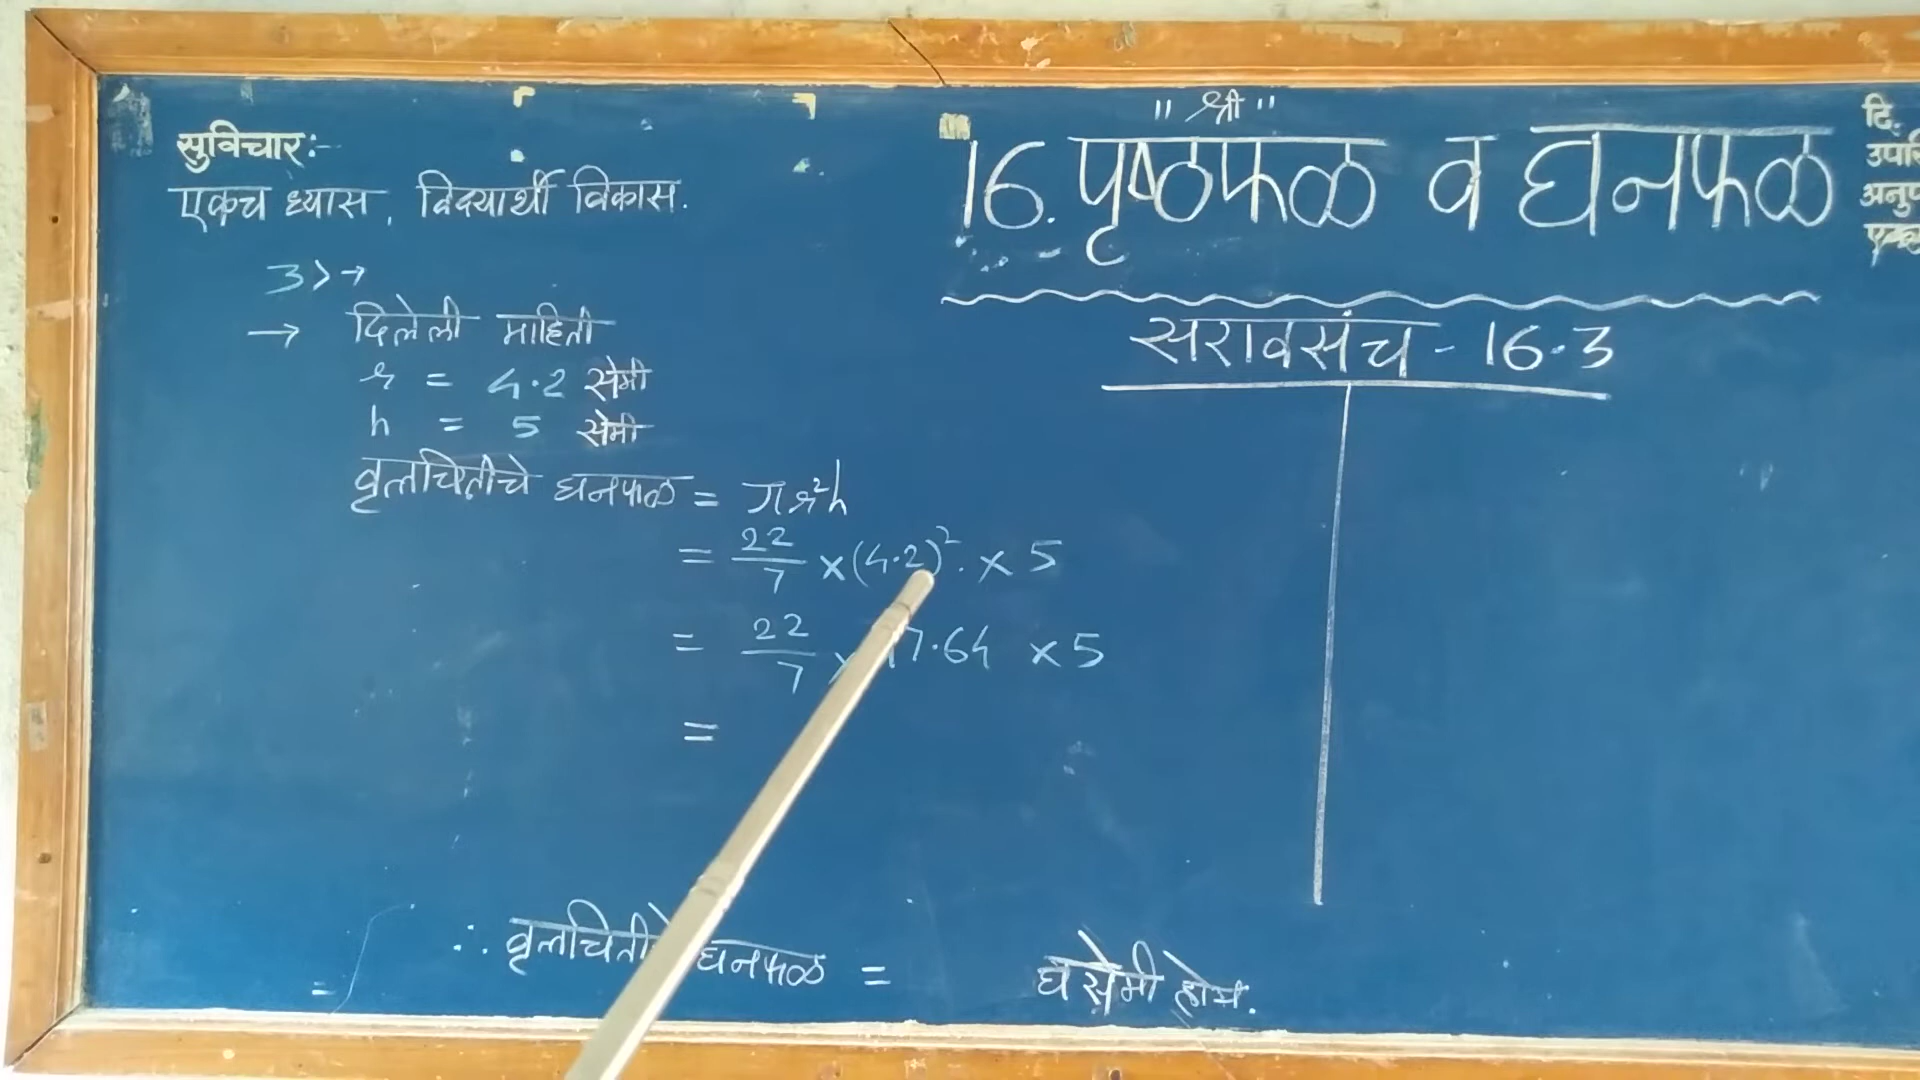 सुविचार:-
एकच ध्यास, विद्यार्थी विकास.
3) →
→ दिलेली माहिती
r = 4.2 सेमी
h = 5 सेमी
वृत्तचितीचे घनफळ = πr²h
= 22/7 × (4.2)² × 5
= 22/7 × 17.64 × 5
=
∴ वृत्तचितीचे घनफळ = घसेमी होय.
"श्री"
16. पृष्ठफळ व घनफळ
सरावसंच - 16.3
दि.